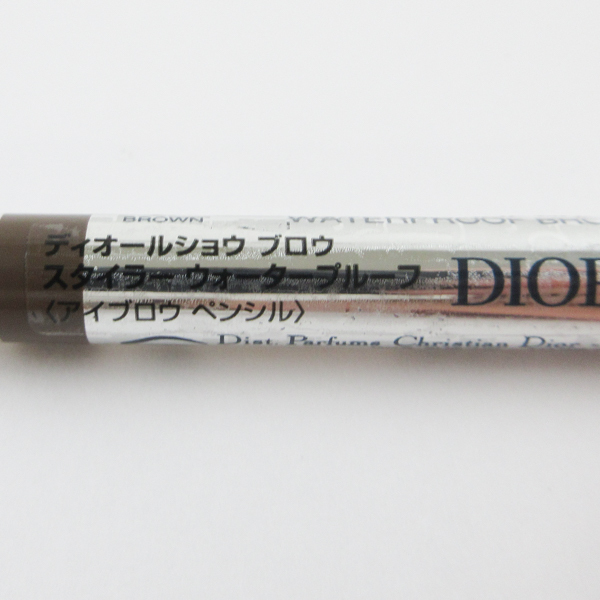 BROWN WATERPROOF BRO
ディオールショウ ブロウ
スタイラー ウォータープルーフ
〈アイブロウ ペンシル〉
DIOR
Dist. Parfums Christian Dior